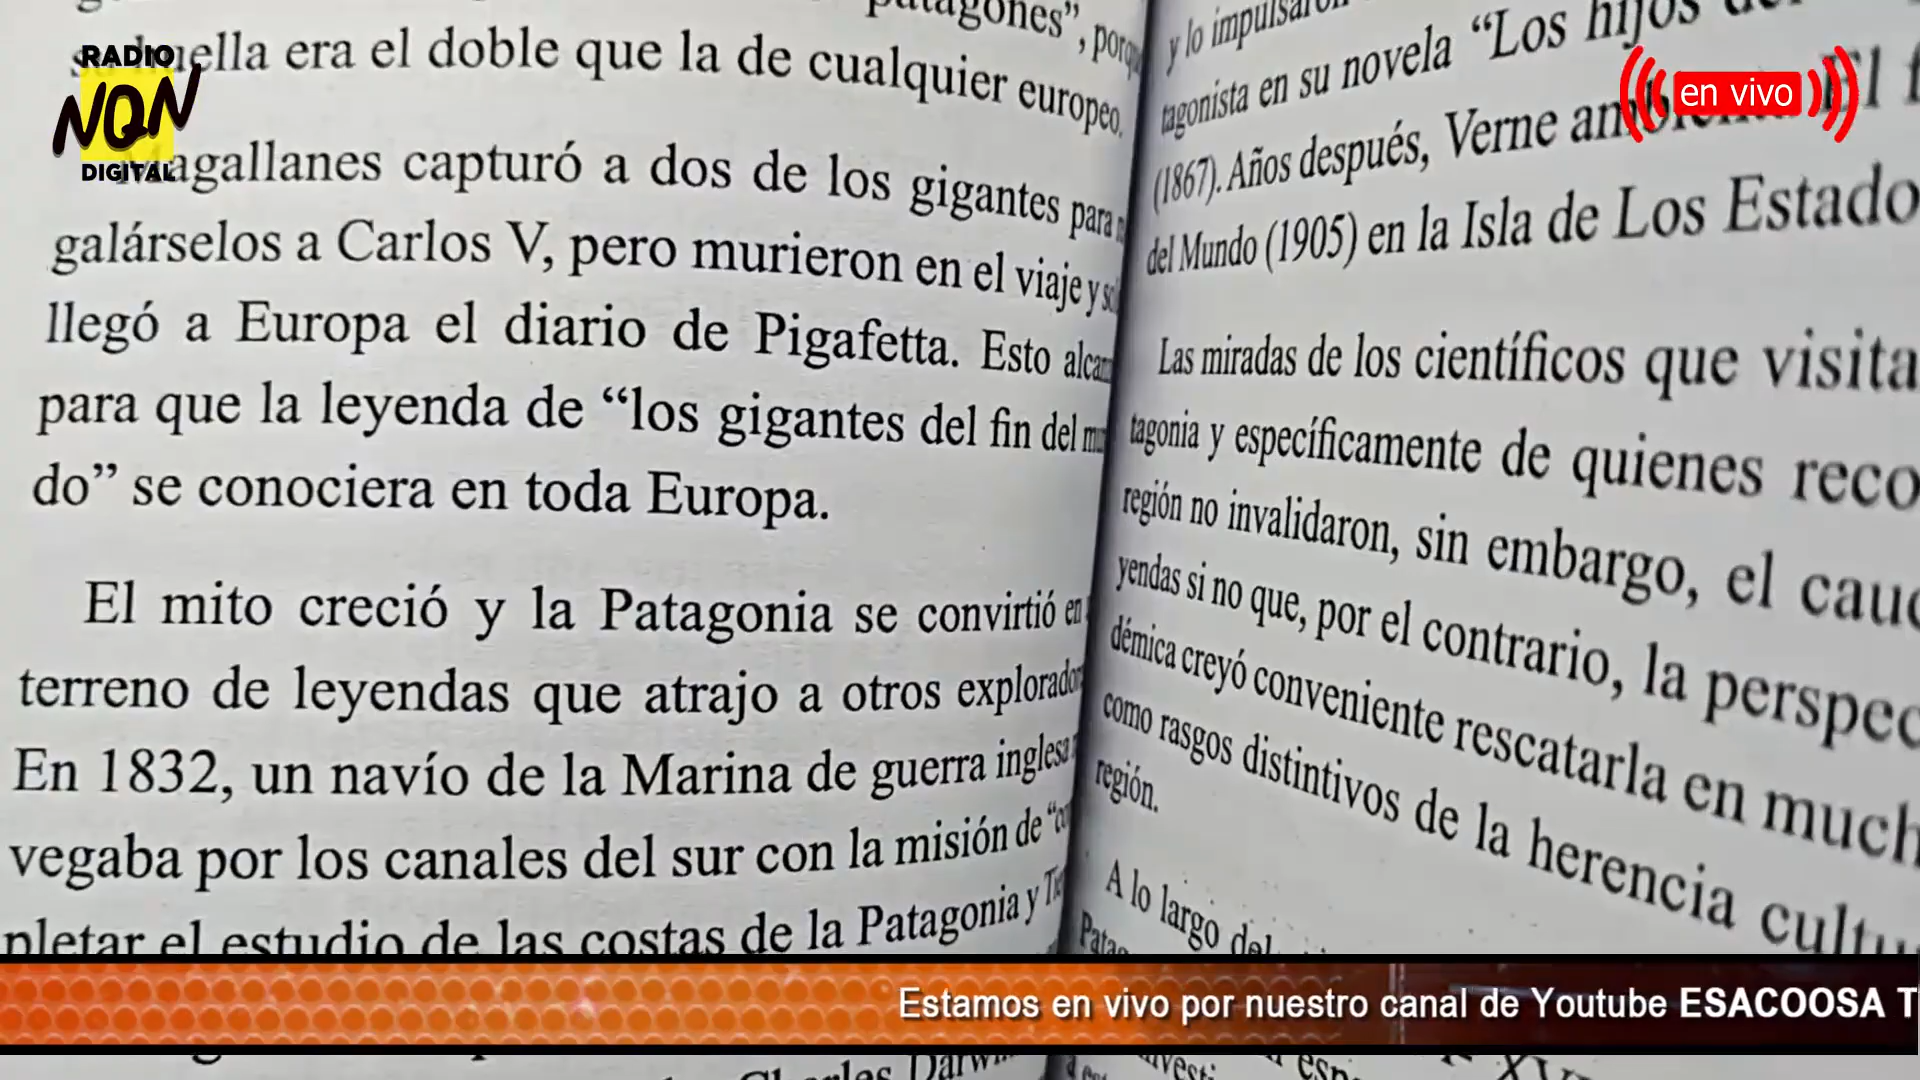 RADIO
NQN
DIGITAL
en vivo
patagones”,
huella era el doble que la de cualquier europeo.
Magallanes capturó a dos de los gigantes para
galárselos a Carlos V, pero murieron en el viaje y
llegó a Europa el diario de Pigafetta. Esto
para que la leyenda de “los gigantes del fin del
do” se conociera en toda Europa.
El mito creció y la Patagonia se convirtió en
terreno de leyendas que atrajo a otros
En 1832, un navío de la Marina de guerra inglesa
vegaba por los canales del sur con la misión de
pletar el estudio de las costas de la Patagonia y
Charles Darwin
y lo impulsaron
tagonista en su novela “Los hijos
(1867). Años después, Verne El
del Mundo (1905) en la Isla de Los Estado
Las miradas de los científicos que visita
tagonia y específicamente de quienes reco
región no invalidaron, sin embargo, el cauc
yendas si no que, por el contrario, la perspec
démica creyó conveniente rescatarla en much
como rasgos distintivos de la herencia cultu
región.
A lo largo del
Estamos en vivo por nuestro canal de Youtube ESACOOSA T